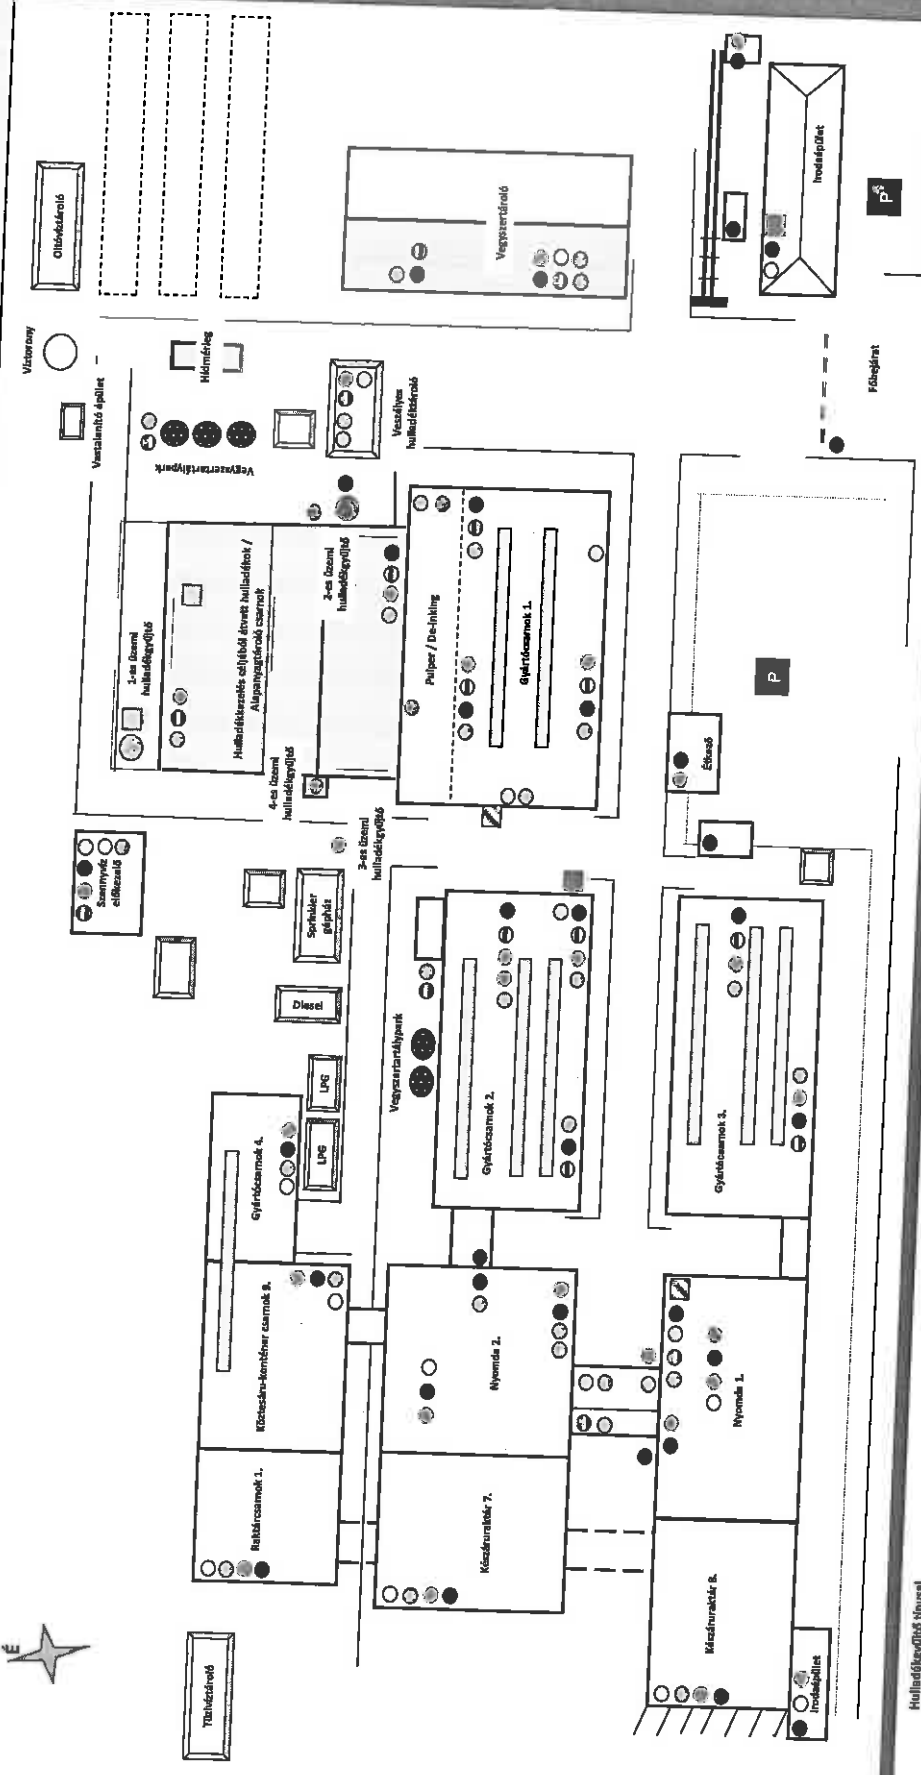 É
Tűzivíztároló
Raktárcsarnok 1.
Köztesáru-konténer csarnok 9.
Gyártócsarnok 4.
LPG
LPG
Diesel
Sprinkler
gépház
Szennyvíz
előkezelő
Készáruraktár 7.
Nyomda 2.
Vegyszertartálypark
Gyártócsarnok 2.
3-as üzemi
hulladékgyűjtő
4-es üzemi
hulladékgyűjtő
1-es üzemi
hulladékgyűjtő
Hulladékkezelés céljából átvett hulladékok /
Alapanyagtároló csarnok
2-es üzemi
hulladékgyűjtő
Pulper / De-inking
Gyártócsarnok 1.
Vegyszertartálypark
Vastalanító épület
Víztorony
Hídmérleg
Veszélyes
hulladéktároló
Oltóvíztároló
Vegyszertároló
Készáruraktár 8.
Irodaépület
Nyomda 1.
Gyártócsarnok 3.
Étkező
P
Főbejárat
Irodaépület
P
Hulladékgyűjtő típusai